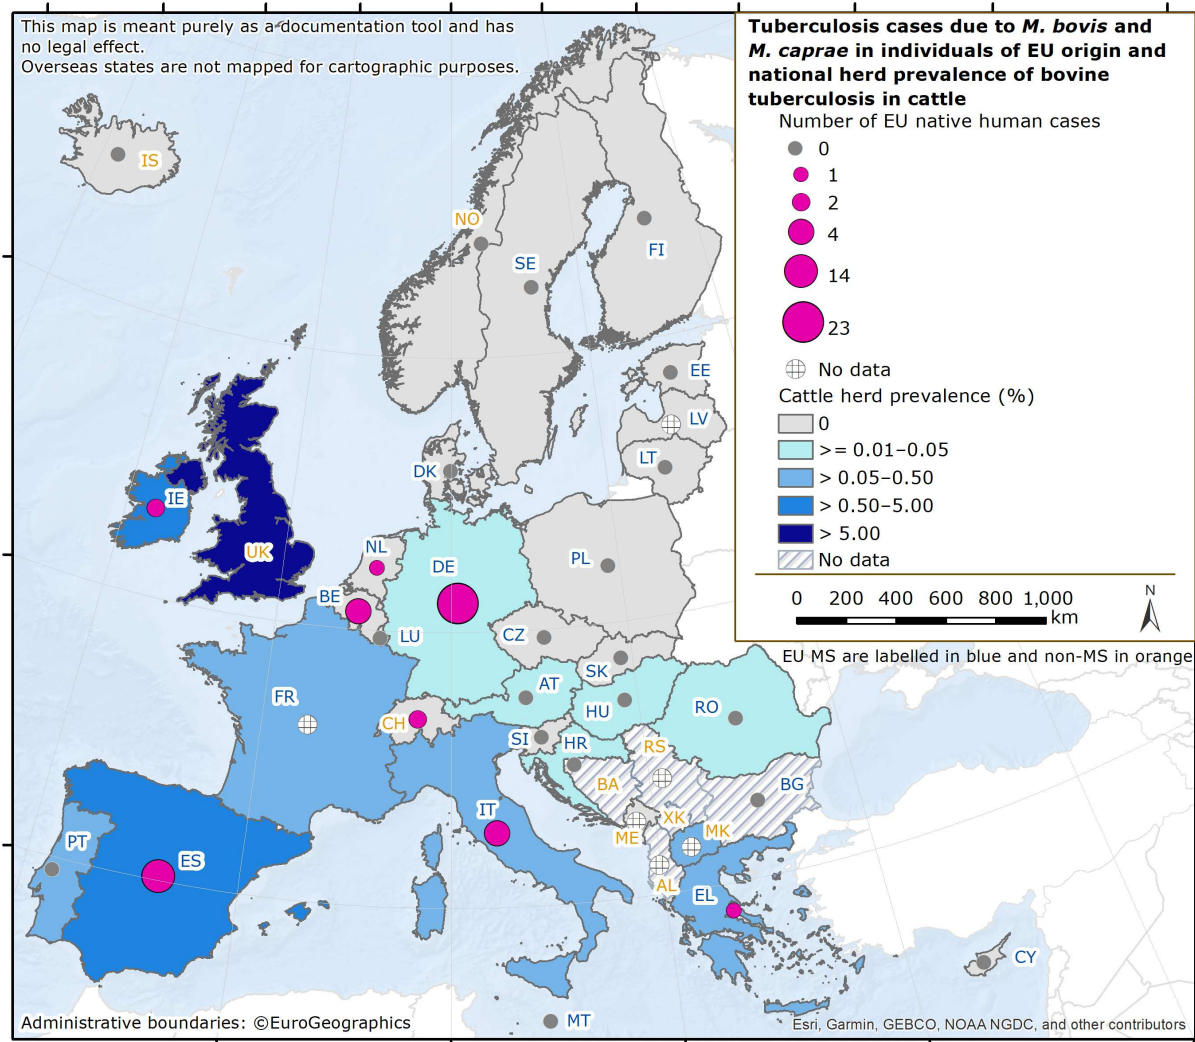 This map is meant purely as a documentation tool and has
no legal effect.
Overseas states are not mapped for cartographic purposes.
Tuberculosis cases due to M. bovis and
M. caprae in individuals of EU origin and
national herd prevalence of bovine
tuberculosis in cattle
Number of EU native human cases
0
1
2
4
14
23
No data
Cattle herd prevalence (%)
0
>= 0.01–0.05
> 0.05–0.50
> 0.50–5.00
> 5.00
No data
0 200 400 600 800 1,000
km
N
EU MS are labelled in blue and non-MS in orange
IS
NO
SE
FI
EE
LV
LT
DK
IE
UK
NL
DE
PL
BE
LU
CZ
SK
AT
HU
RO
FR
CH
SI
HR
RS
BA
BG
IT
ME
XK
MK
AL
EL
PT
ES
CY
MT
Administrative boundaries: ©EuroGeographics
Esri, Garmin, GEBCO, NOAA NGDC, and other contributors